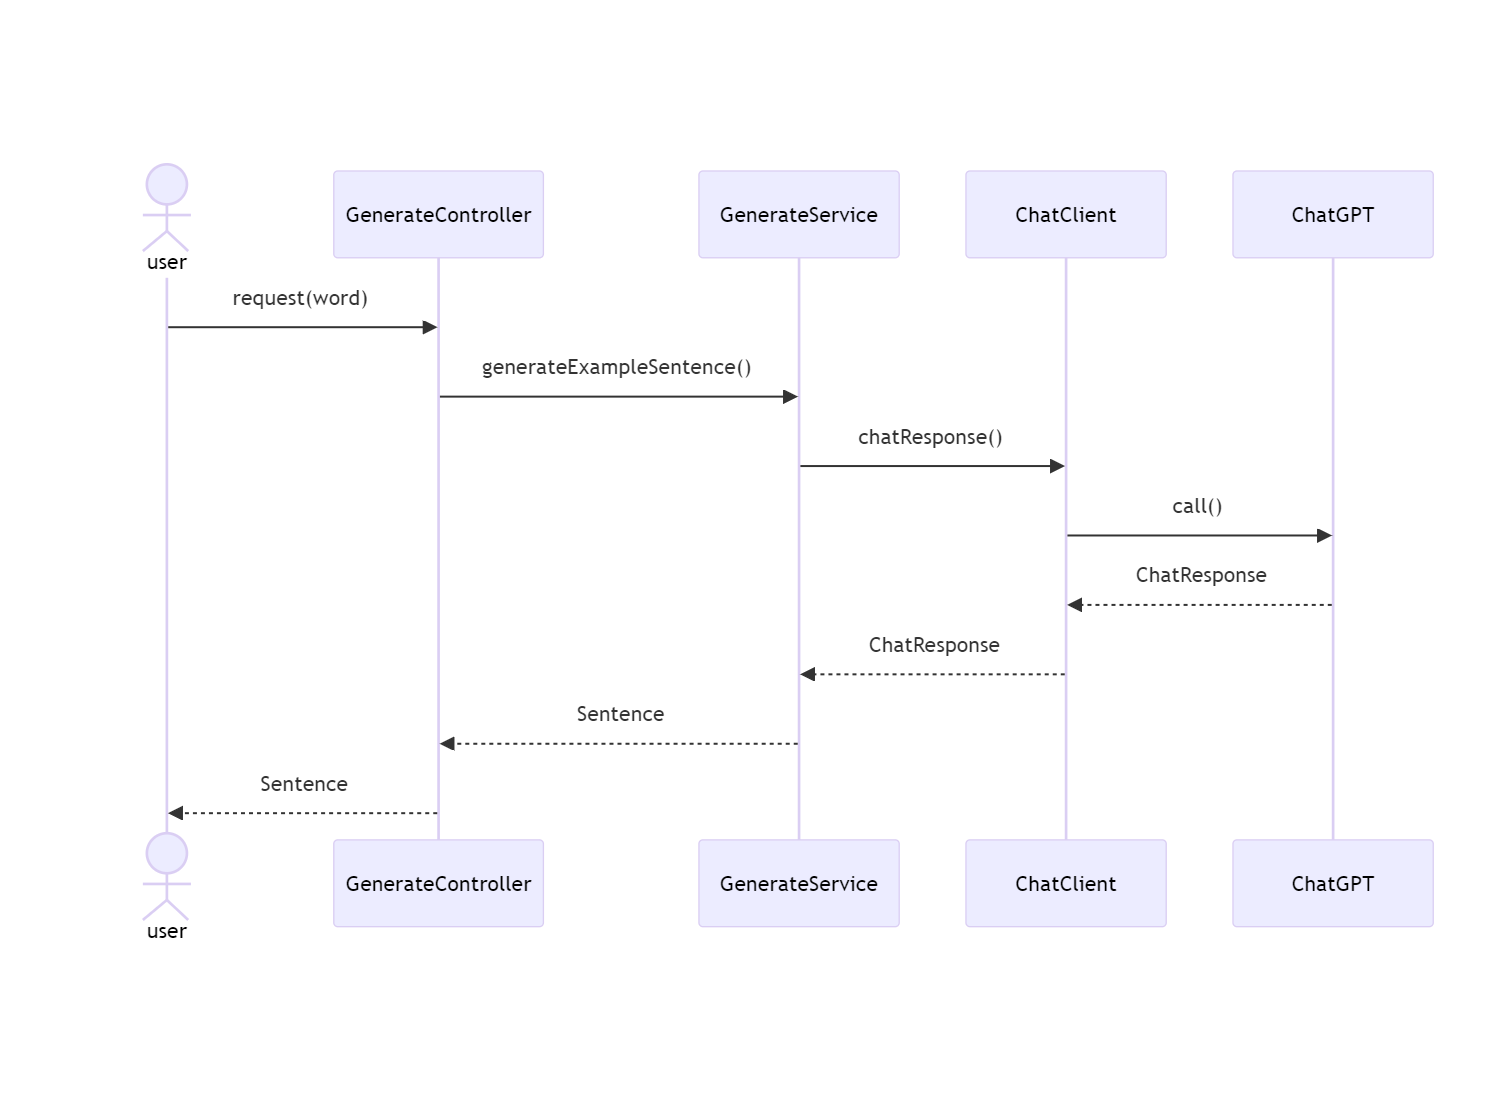 GenerateController
GenerateService
ChatClient
ChatGPT
user
request(word)
generateExampleSentence()
chatResponse()
call()
ChatResponse
ChatResponse
Sentence
Sentence
GenerateController
GenerateService
ChatClient
ChatGPT
user